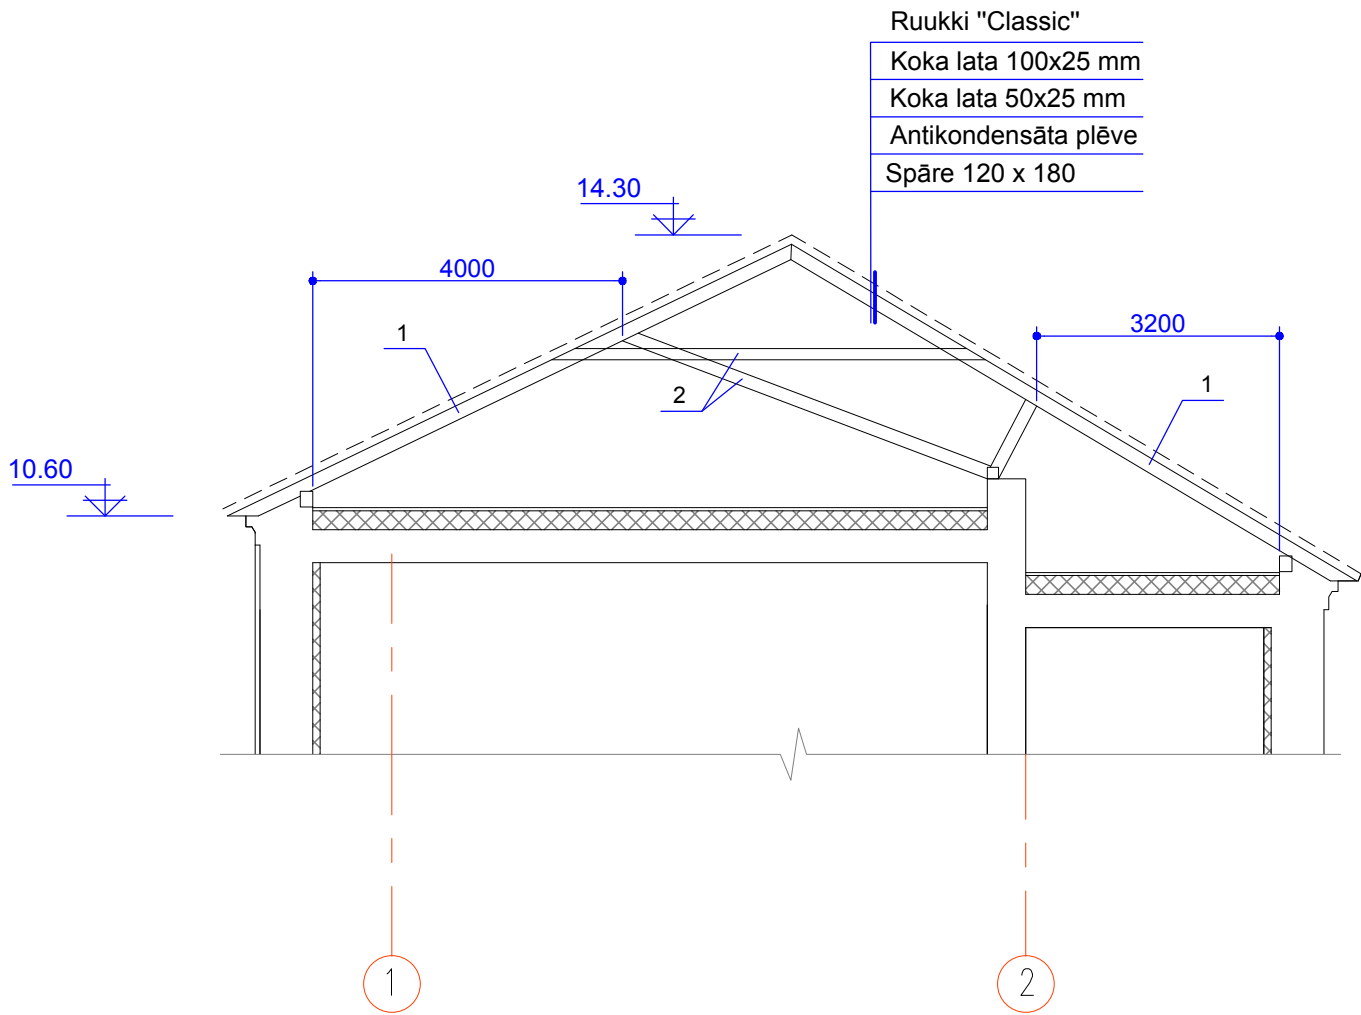 Ruukki "Classic"
Koka lata 100x25 mm
Koka lata 50x25 mm
Antikondensāta plēve
Spāre 120 x 180
14.30
4000
3200
1
2
1
10.60
1
2